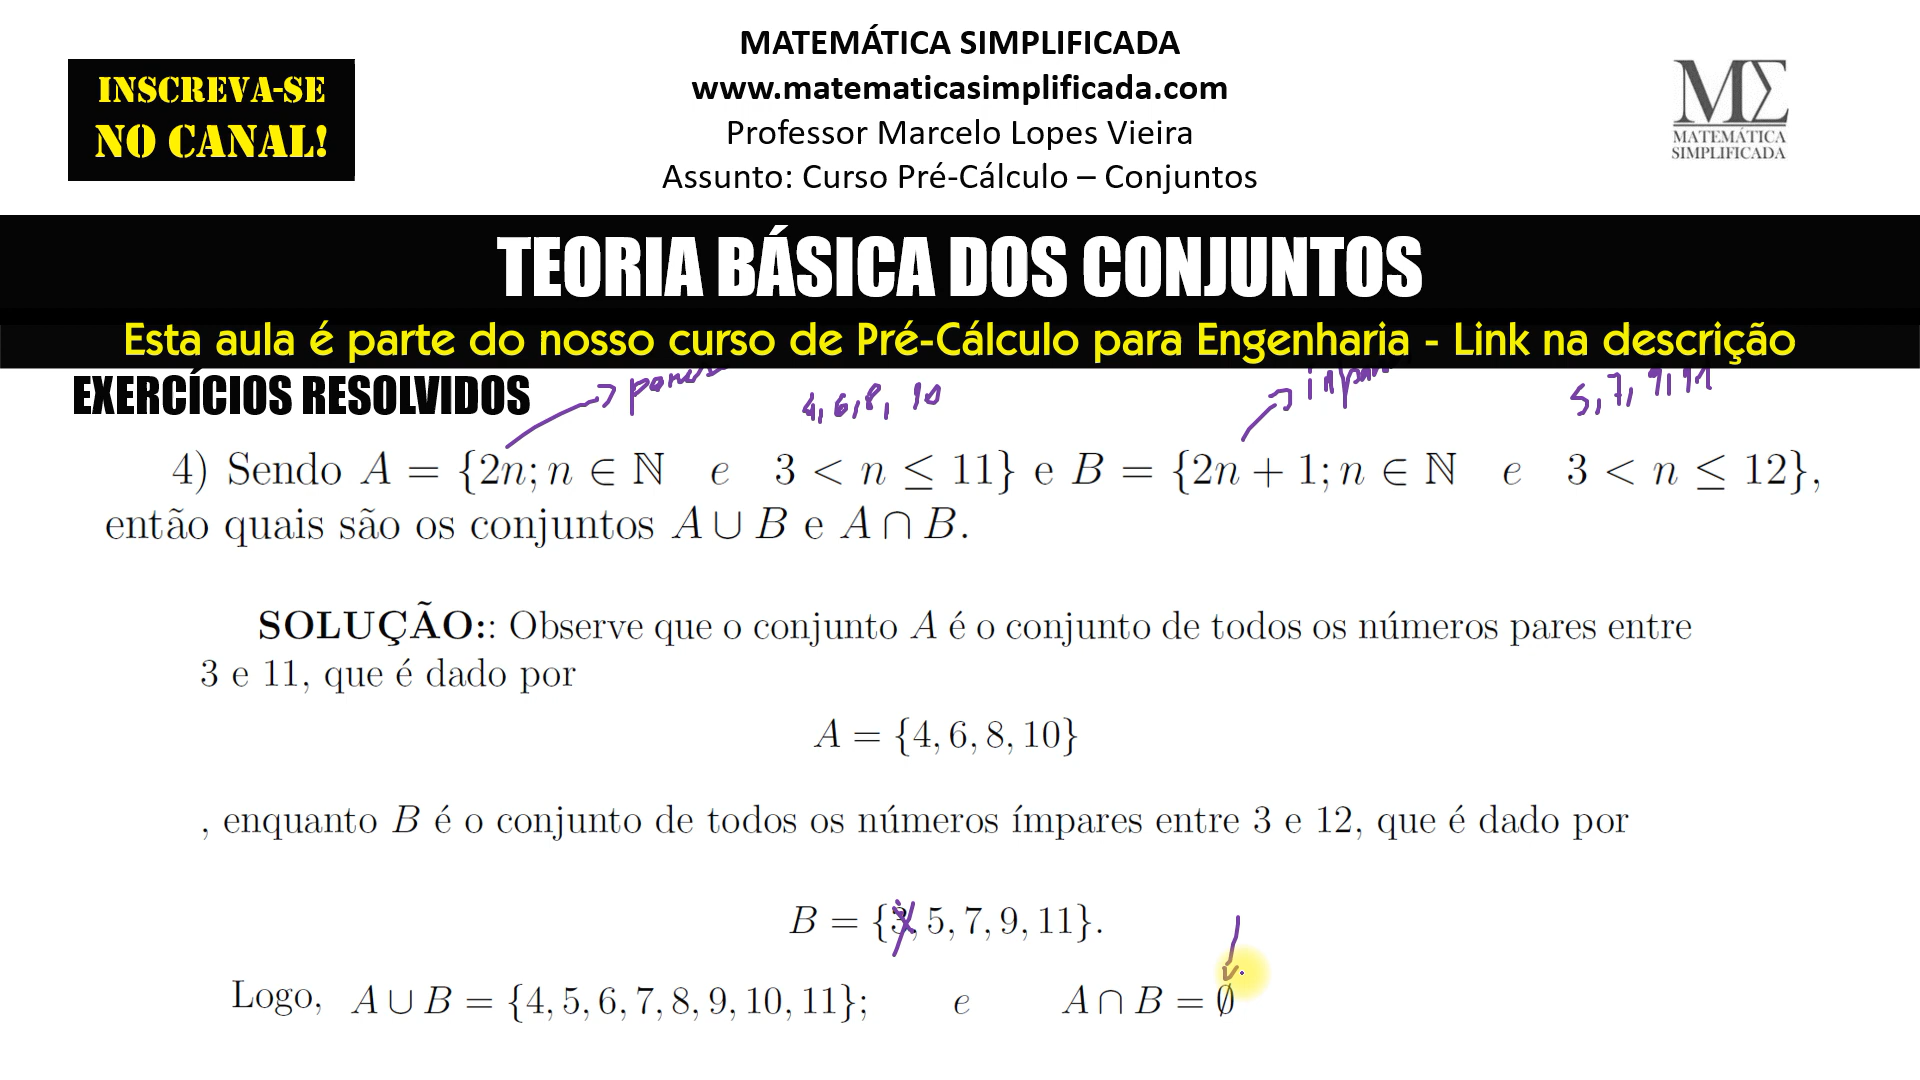 INSCREVA-SE
NO CANAL!
MATEMÁTICA SIMPLIFICADA
www.matematicasimplificada.com
Professor Marcelo Lopes Vieira
Assunto: Curso Pré-Cálculo – Conjuntos
MΣ
MATEMÁTICA
SIMPLIFICADA
TEORIA BÁSICA DOS CONJUNTOS
Esta aula é parte do nosso curso de Pré-Cálculo para Engenharia - Link na descrição
EXERCÍCIOS RESOLVIDOS
4, 6, 8, 10
5, 7, 9, 11
4) Sendo A = {2n; n ∈ ℕ e 3 < n ≤ 11} e B = {2n + 1; n ∈ ℕ e 3 < n ≤ 12},
então quais são os conjuntos A ∪ B e A ∩ B.
SOLUÇÃO:: Observe que o conjunto A é o conjunto de todos os números pares entre
3 e 11, que é dado por
A = {4, 6, 8, 10}
, enquanto B é o conjunto de todos os números ímpares entre 3 e 12, que é dado por
B = {3, 5, 7, 9, 11}.
Logo, A ∪ B = {4, 5, 6, 7, 8, 9, 10, 11}; e A ∩ B = ∅